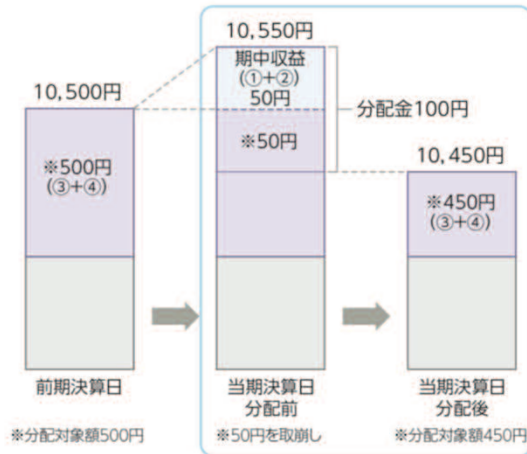 10,550円
期中収益
(①+②)
50円
10,500円
分配金100円
※50円
10,450円
※500円
(③+④)
※450円
(③+④)
前期決算日
当期決算日
分配前
当期決算日
分配後
※分配対象額500円
※50円を取崩し
※分配対象額450円